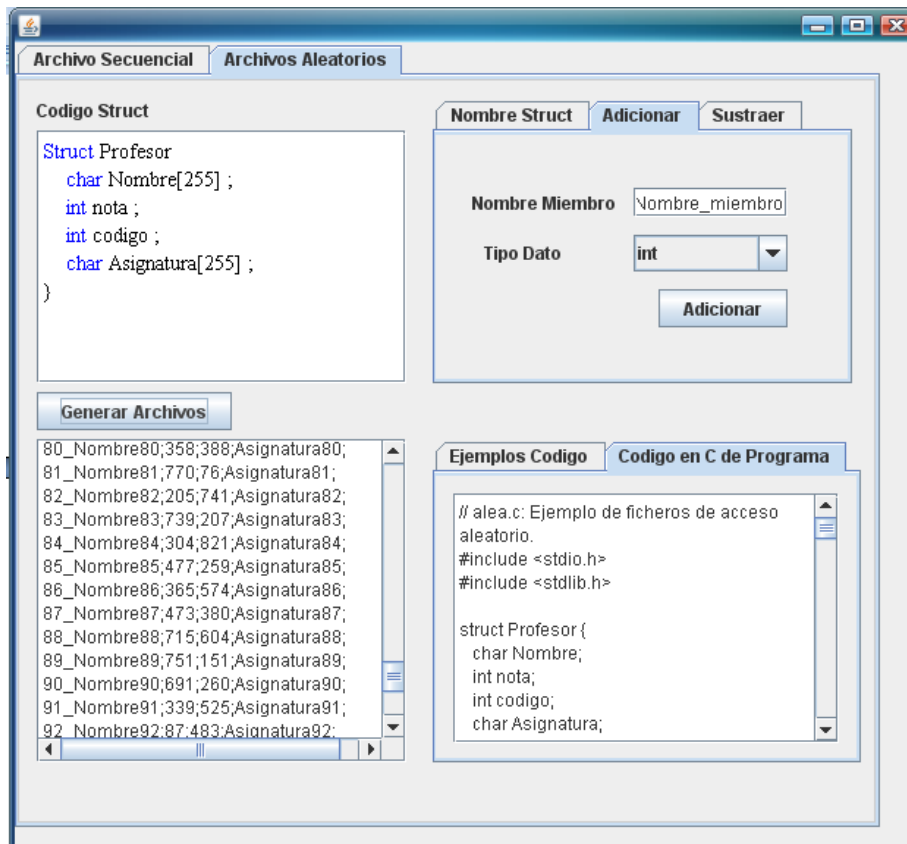 Archivo Secuencial
Archivos Aleatorios
Codigo Struct
Struct Profesor
char Nombre[255] ;
int nota ;
int codigo ;
char Asignatura[255] ;
}
Nombre Struct
Adicionar
Sustraer
Nombre Miembro
Nombre_miembro
Tipo Dato
int
Adicionar
Generar Archivos
80_Nombre80;358;388;Asignatura80;
81_Nombre81;770;76;Asignatura81;
82_Nombre82;205;741;Asignatura82;
83_Nombre83;739;207;Asignatura83;
84_Nombre84;304;821;Asignatura84;
85_Nombre85;477;259;Asignatura85;
86_Nombre86;365;574;Asignatura86;
87_Nombre87;473;380;Asignatura87;
88_Nombre88;715;604;Asignatura88;
89_Nombre89;751;151;Asignatura89;
90_Nombre90;691;260;Asignatura90;
91_Nombre91;339;525;Asignatura91;
92_Nombre92;87;483;Asignatura92;
Ejemplos Codigo
Codigo en C de Programa
// alea.c: Ejemplo de ficheros de acceso
aleatorio.
#include <stdio.h>
#include <stdlib.h>
struct Profesor {
char Nombre;
int nota;
int codigo;
char Asignatura;